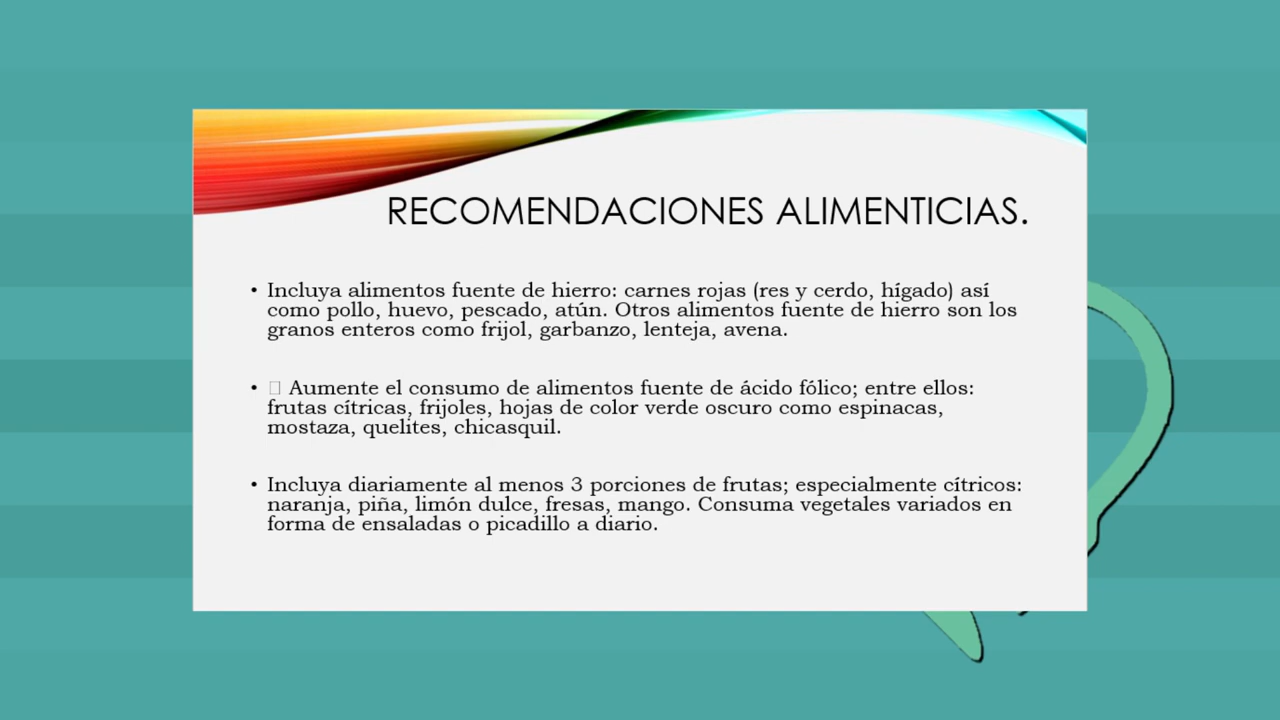 RECOMENDACIONES ALIMENTICIAS.
• Incluya alimentos fuente de hierro: carnes rojas (res y cerdo, hígado) así
como pollo, huevo, pescado, atún. Otros alimentos fuente de hierro son los
granos enteros como frijol, garbanzo, lenteja, avena.
• Aumente el consumo de alimentos fuente de ácido fólico; entre ellos:
frutas cítricas, frijoles, hojas de color verde oscuro como espinacas,
mostaza, quelites, chicasquil.
• Incluya diariamente al menos 3 porciones de frutas; especialmente cítricos:
naranja, piña, limón dulce, fresas, mango. Consuma vegetales variados en
forma de ensaladas o picadillo a diario.